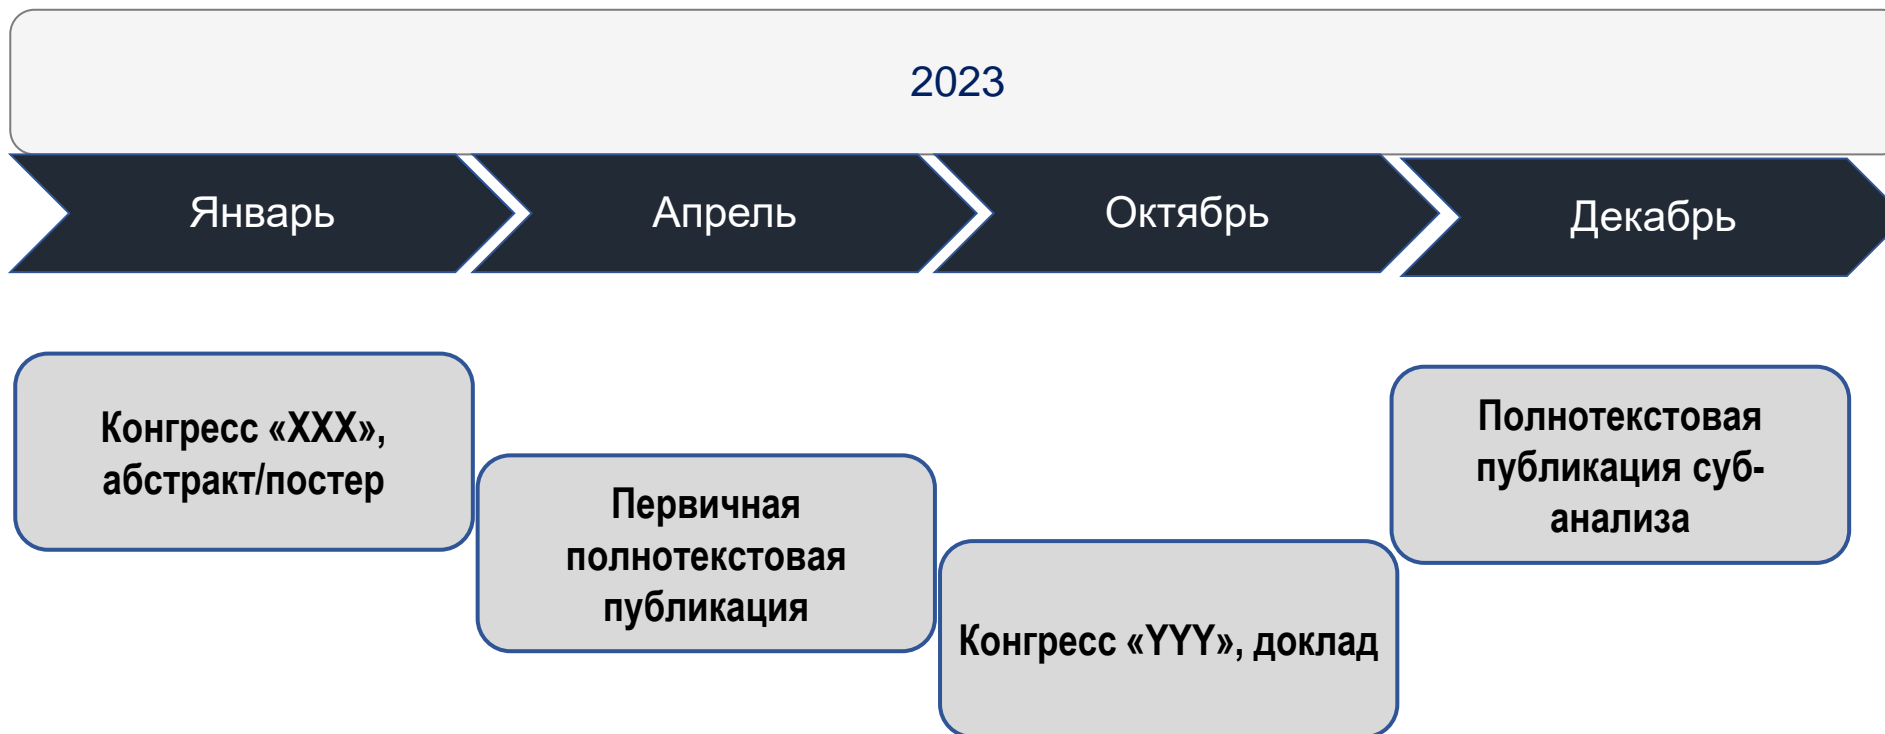 2023
Январь
Апрель
Октябрь
Декабрь
Конгресс «XXX»,
абстракт/постер
Первичная
полнотекстовая
публикация
Конгресс «YYY», доклад
Полнотекстовая
публикация суб-
анализа